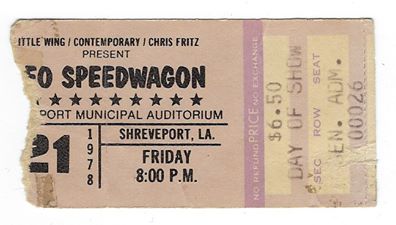 ITTLE WING / CONTEMPORARY / CHRIS FRITZ
PRESENT
EO SPEEDWAGON
★★★★★★★★★
PORT MUNICIPAL AUDITORIUM
21
1978
SHREVEPORT, LA.
FRIDAY
8:00 P.M.
NO REFUND PRICE NO EXCHANGE
$6.50
DAY OF SHOW
SEC ROW SEAT
GEN. ADM.
00026